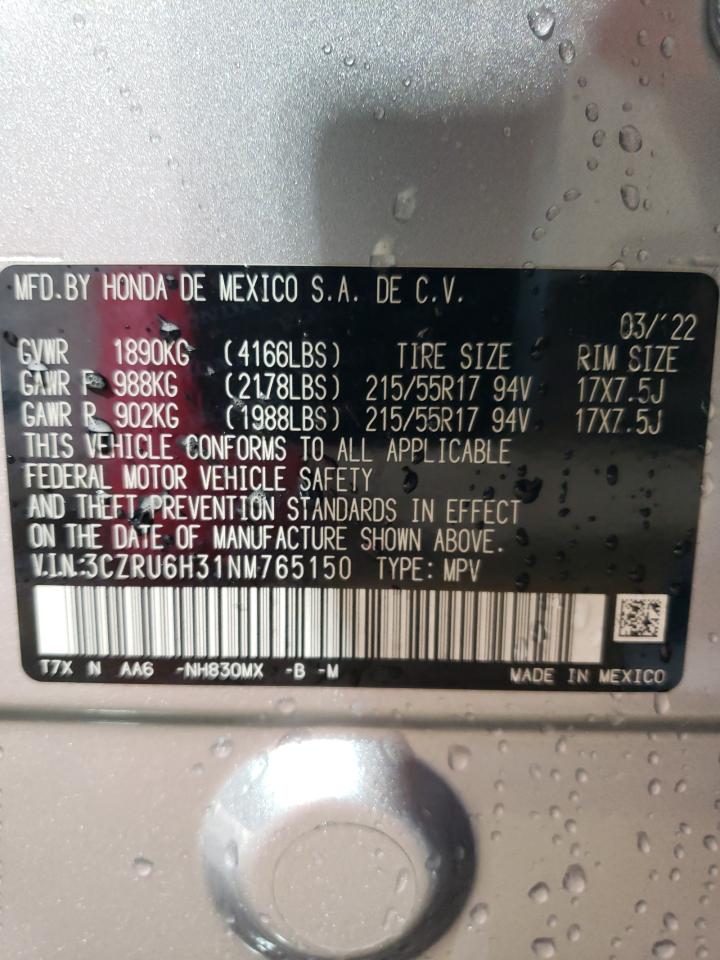 MFD.BY HONDA DE MEXICO S.A. DE C.V.
03/'22
GVWR 1890KG (4166LBS) TIRE SIZE RIM SIZE
GAWR F 988KG (2178LBS) 215/55R17 94V 17X7.5J
GAWR R 902KG (1988LBS) 215/55R17 94V 17X7.5J
THIS VEHICLE CONFORMS TO ALL APPLICABLE
FEDERAL MOTOR VEHICLE SAFETY
AND THEFT PREVENTION STANDARDS IN EFFECT
ON THE DATE OF MANUFACTURE SHOWN ABOVE.
V.I.N.:3CZRU6H31NM765150 TYPE: MPV
T7X N AA6 -NH830MX -B -M MADE IN MEXICO